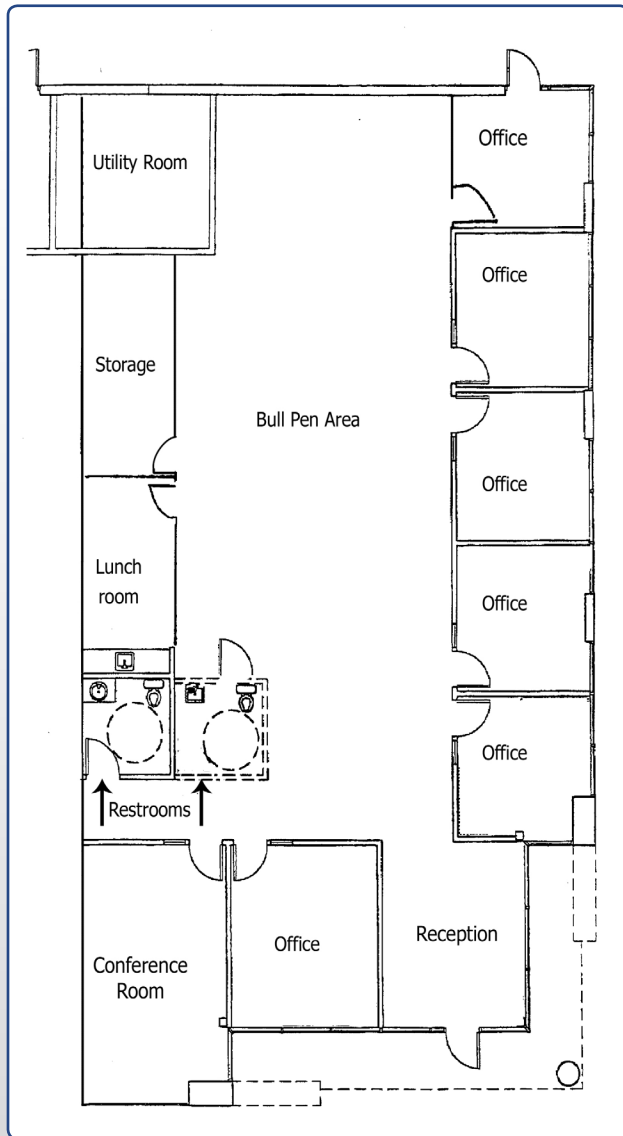 Office
Utility Room
Office
Storage
Bull Pen Area
Office
Lunch
room
Office
Office
Restrooms
Reception
Office
Conference
Room